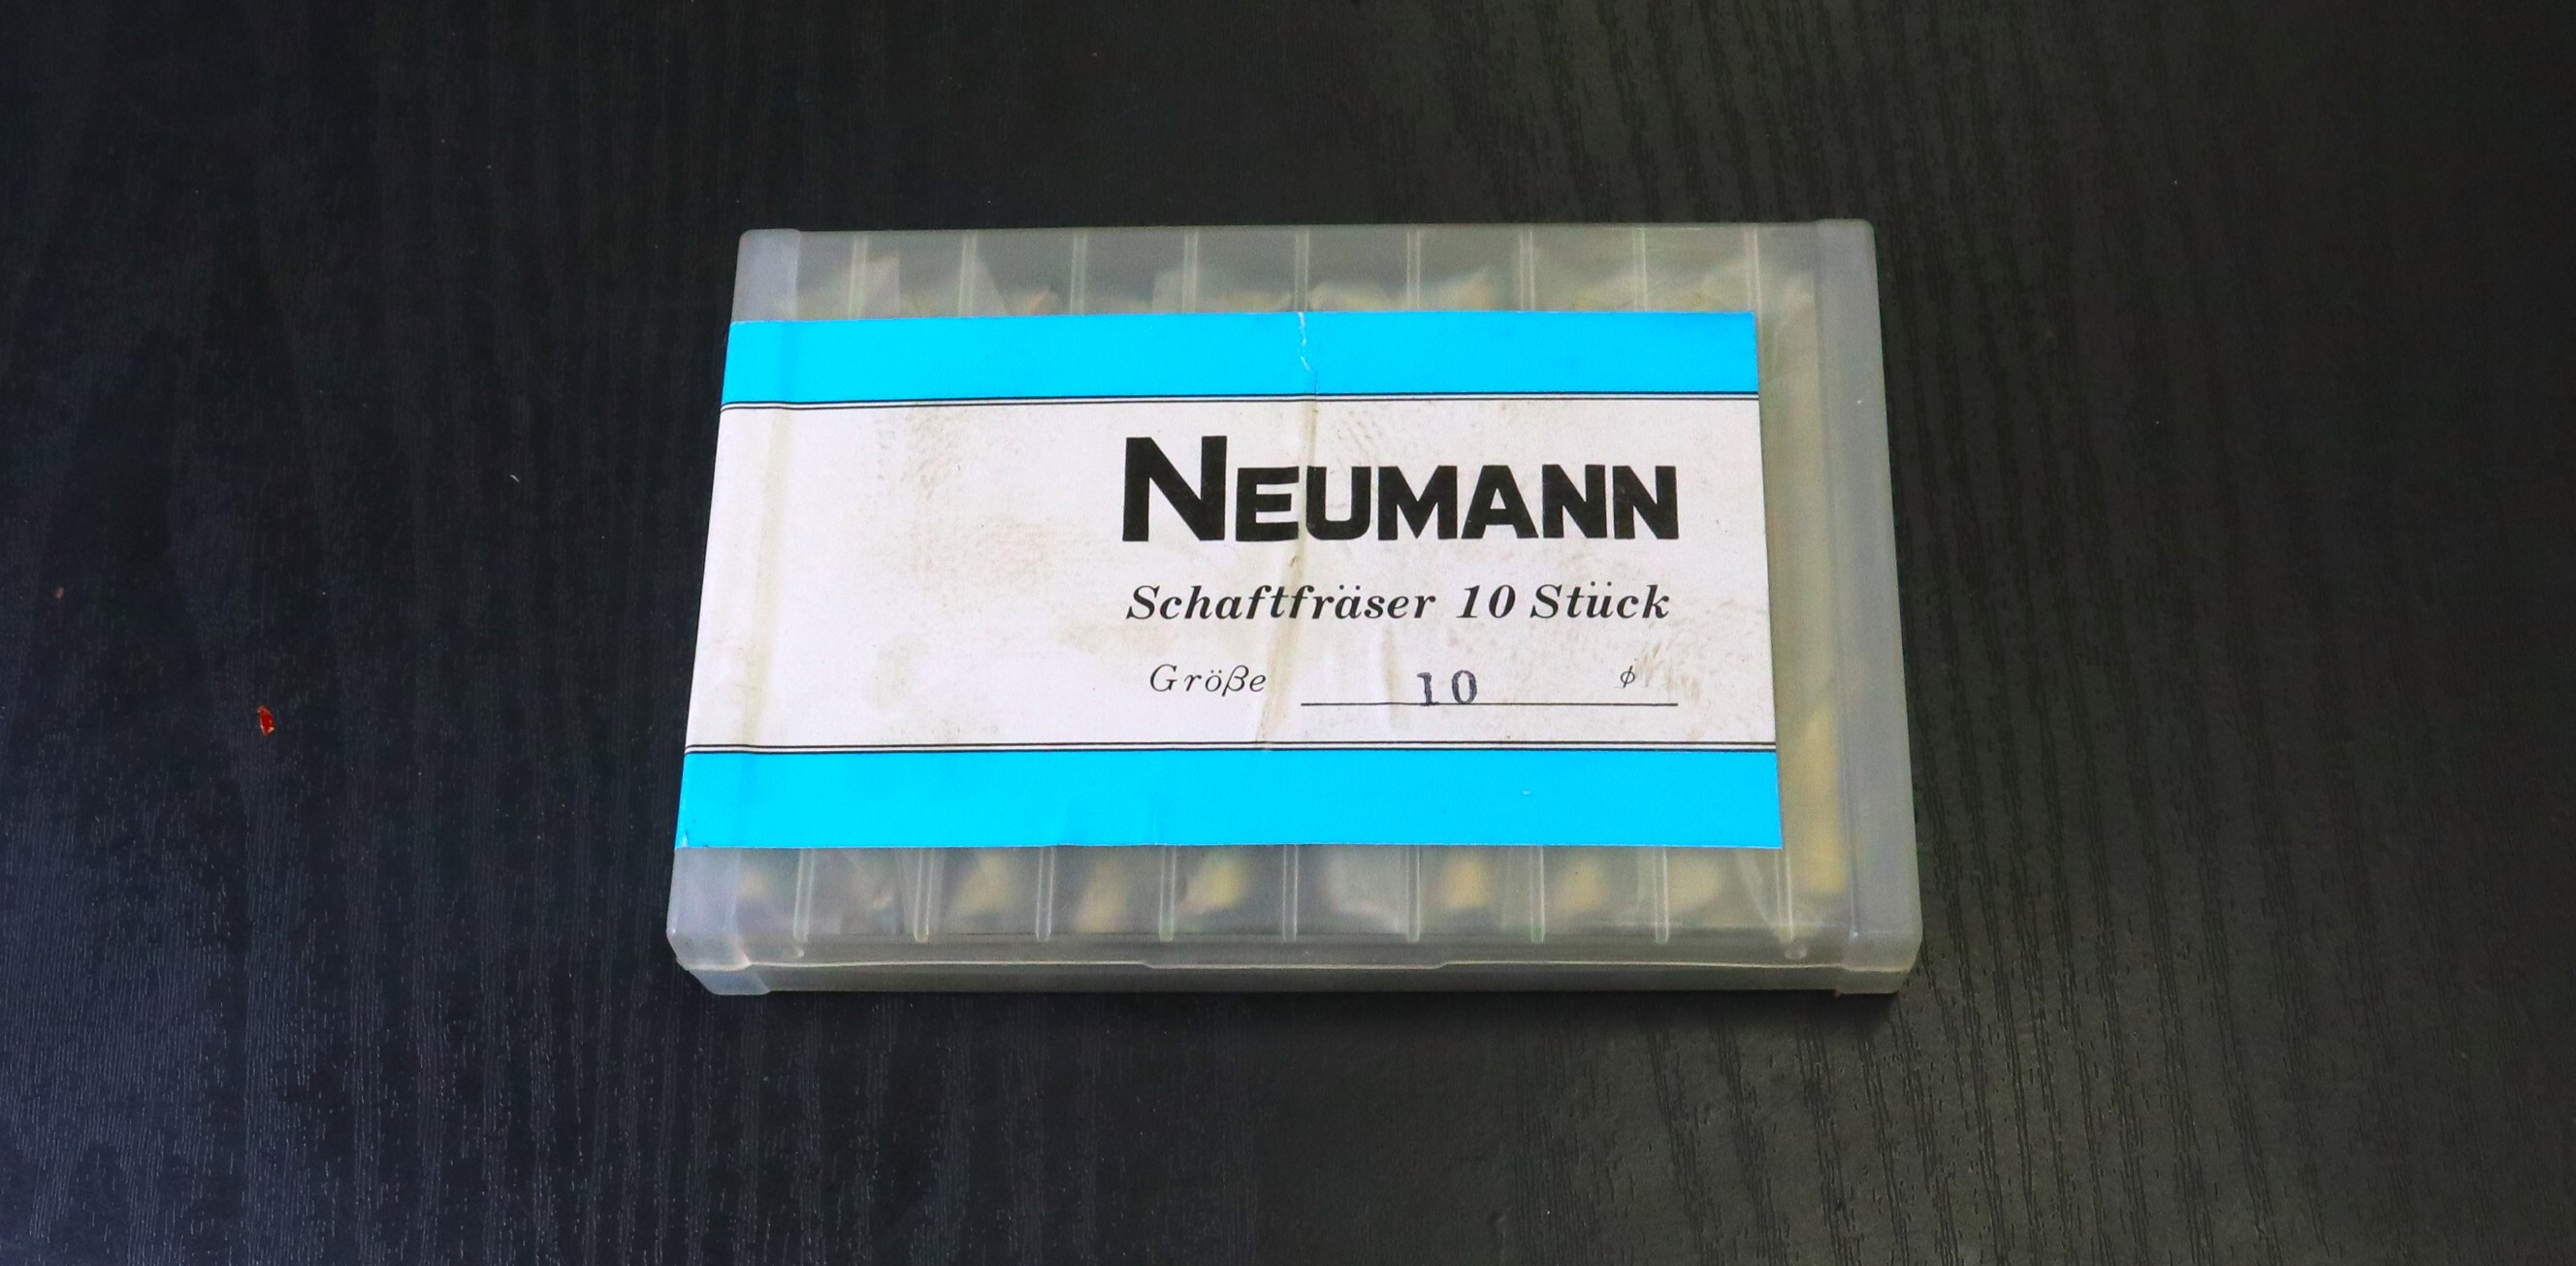 NEUMANN
Schaftfräser 10 Stück
Größe 10 ϕ